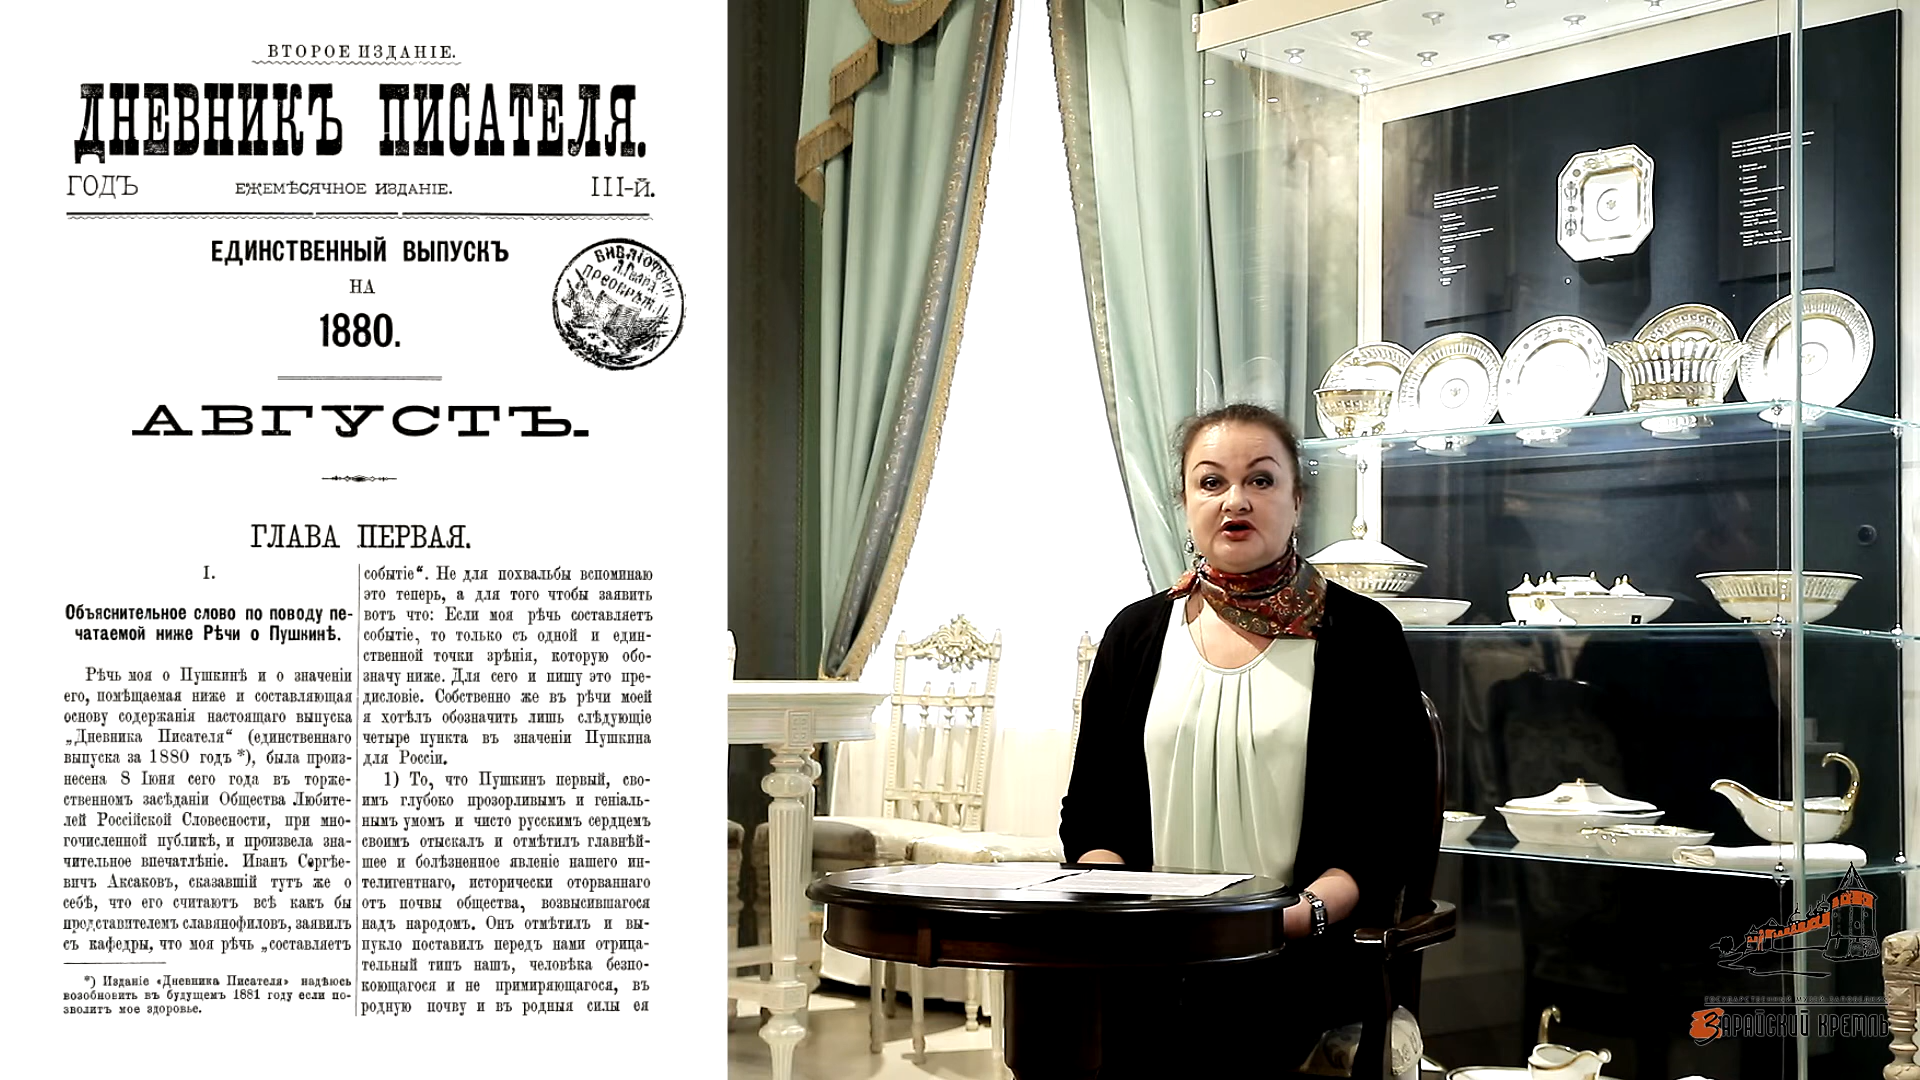 ВТОРОЕ ИЗДАНІЕ.
ДНЕВНИКЪ ПИСАТЕЛЯ.
ГОДЪ ЕЖЕМѢСЯЧНОЕ ИЗДАНІЕ. III-Й.
ЕДИНСТВЕННЫЙ ВЫПУСКЪ
НА
1880.
АВГУСТЪ.
ГЛАВА ПЕРВАЯ.
I.
Объяснительное слово по поводу пе-
чатаемой ниже Рѣчи о Пушкинѣ.
Рѣчь моя о Пушкинѣ и о значеніи
его, помѣщаемая ниже и составляющая
основу содержанія настоящаго выпуска
„Дневника Писателя“ (единственнаго
выпуска за 1880 годъ *), была произ-
несена 8 Іюня сего года въ торже-
ственномъ засѣданіи Общества Любите-
лей Россійской Словесности, при мно-
гочисленной публикѣ, и произвела зна-
чительное впечатлѣніе. Иванъ Сергѣе-
вичъ Аксаковъ, сказавшій тутъ же о
себѣ, что его считаютъ всѣ какъ бы
представителемъ славянофиловъ, заявилъ
съ кафедры, что моя рѣчь „составляетъ
*) Изданіе «Дневника Писателя» надѣюсь
возобновить въ будущемъ 1881 году если по-
зволитъ мое здоровье.
событіе“. Не для похвальбы вспоминаю
это теперь, а для того чтобы заявить
вотъ что: Если моя рѣчь составляетъ
событіе, то только съ одной и един-
ственной точки зрѣнія, которую обо-
значу ниже. Для сего и пишу это пре-
дисловіе. Собственно же въ рѣчи моей
я хотѣлъ обозначить лишь слѣдующіе
четыре пункта въ значеніи Пушкина
для Россіи.
1) То, что Пушкинъ первый, сво-
имъ глубоко прозорливымъ и геніаль-
нымъ умомъ и чисто русскимъ сердцемъ
своимъ отыскалъ и отмѣтилъ главнѣй-
шее и болѣзненное явленіе нашего ин-
телигентнаго, исторически оторваннаго
отъ почвы общества, возвысившагося
надъ народомъ. Онъ отмѣтилъ и вы-
пукло поставилъ передъ нами отрица-
тельный типъ нашъ, человѣка безпо-
коющагося и не примиряющагося, въ
родную почву и въ родныя силы ея
ГОСУДАРСТВЕННЫЙ МУЗЕЙ-ЗАПОВЕДНИК
ЗАРАЙСКИЙ КРЕМЛЬ